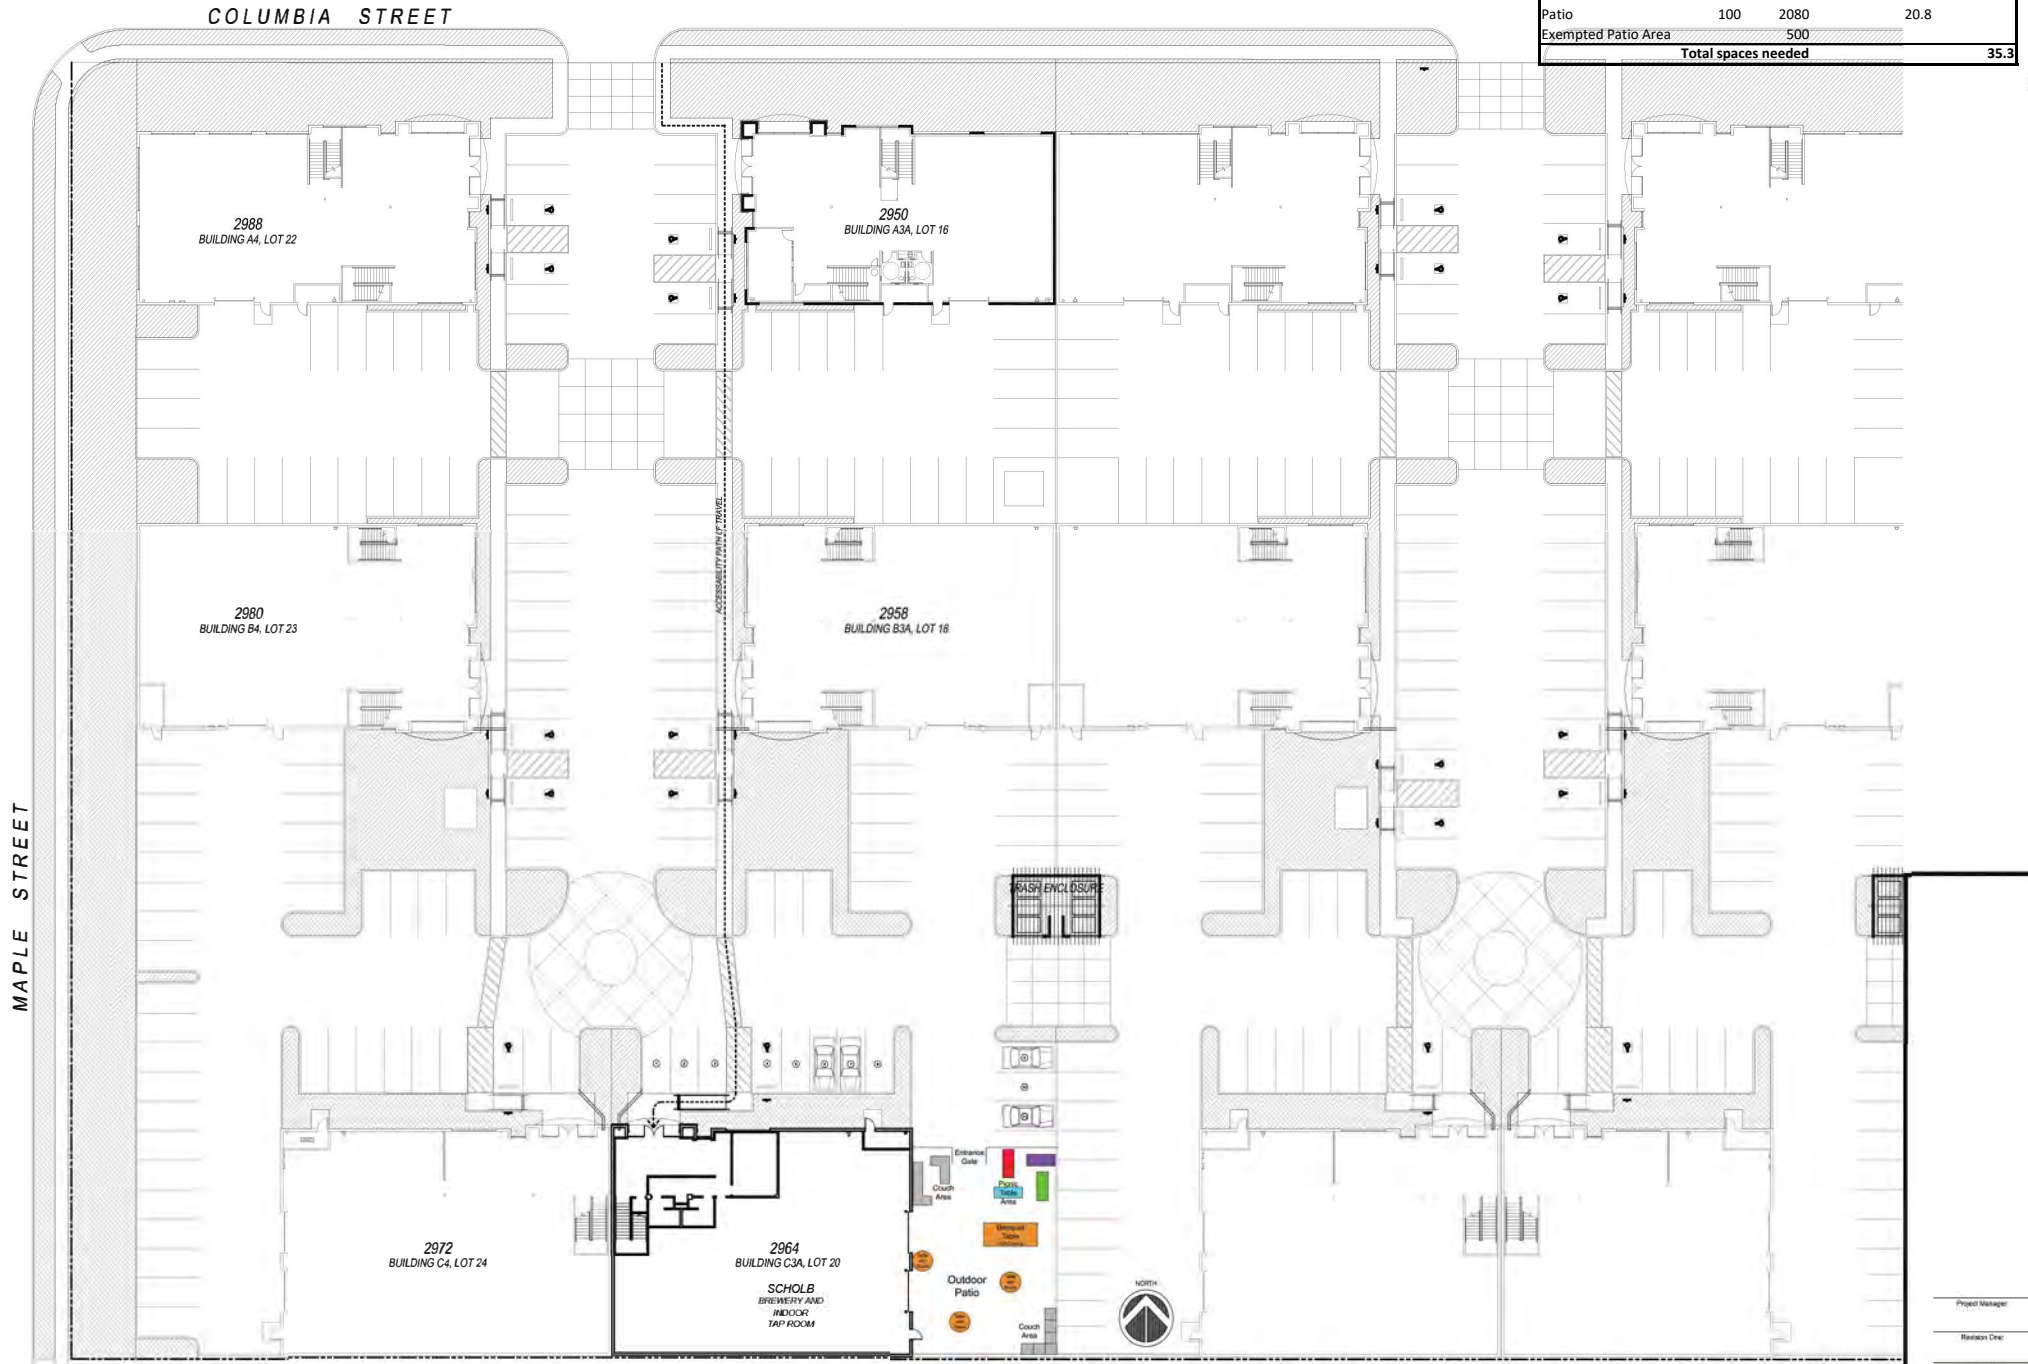 COLUMBIA STREET
Patio 100 2080 20.8
Exempted Patio Area 500
Total spaces needed 35.3
2988
BUILDING A4, LOT 22
2950
BUILDING A3A, LOT 16
ACCESSABILITY PATH OF TRAVEL
2980
BUILDING B4, LOT 23
2958
BUILDING B3A, LOT 18
MAPLE STREET
TRASH ENCLOSURE
Entrance
Gate
Couch
Area
Picnic
Table
Area
Banquet
Table
2972
BUILDING C4, LOT 24
2964
BUILDING C3A, LOT 20
SCHOLB
BREWERY AND
INDOOR
TAP ROOM
Outdoor
Patio
Couch
Area
NORTH
Project Manager:
Revision One: